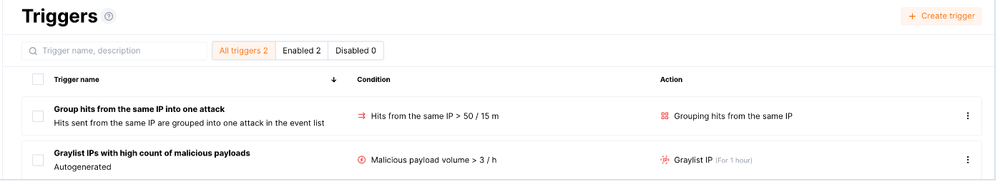 Triggers ?
+ Create trigger
Trigger name, description
All triggers 2 Enabled 2 Disabled 0
Trigger name ↓ Condition Action
Group hits from the same IP into one attack
Hits sent from the same IP are grouped into one attack in the event list
Hits from the same IP > 50 / 15 m
Grouping hits from the same IP
Graylist IPs with high count of malicious payloads
Autogenerated
Malicious payload volume > 3 / h
IP Graylist IP (For 1 hour)